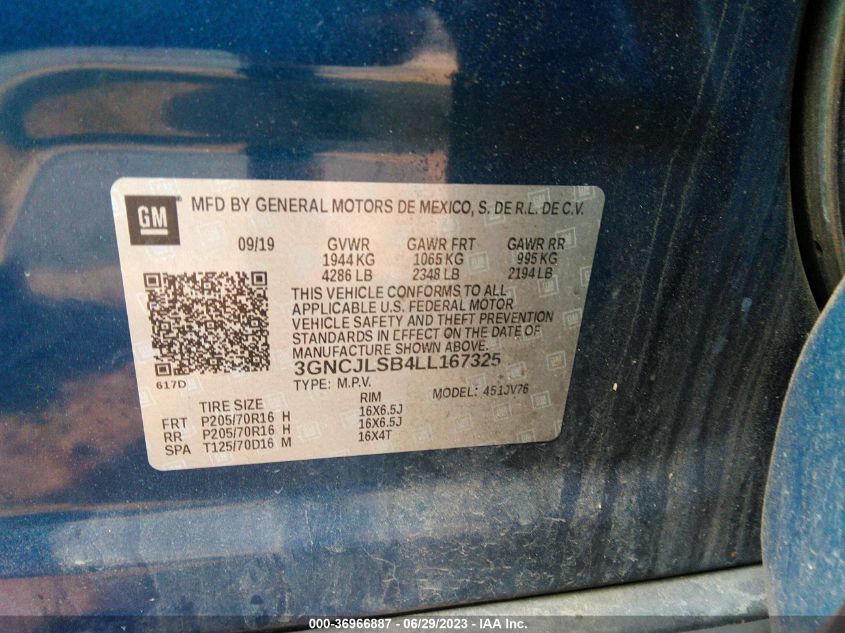 GM
MFD BY GENERAL MOTORS DE MEXICO, S. DE R.L. DE C.V.
09/19 GVWR GAWR FRT GAWR RR
1944 KG 1065 KG 995 KG
4286 LB 2348 LB 2194 LB
THIS VEHICLE CONFORMS TO ALL
APPLICABLE U.S. FEDERAL MOTOR
VEHICLE SAFETY AND THEFT PREVENTION
STANDARDS IN EFFECT ON THE DATE OF
MANUFACTURE SHOWN ABOVE.
3GNCJLSB4LL167325
617D
TYPE: M.P.V. MODEL: 451JV76
TIRE SIZE RIM
FRT P205/70R16 H 16X6.5J
RR P205/70R16 H 16X6.5J
SPA T125/70D16 M 16X4T
000-36966887 - 06/29/2023 - IAA Inc.